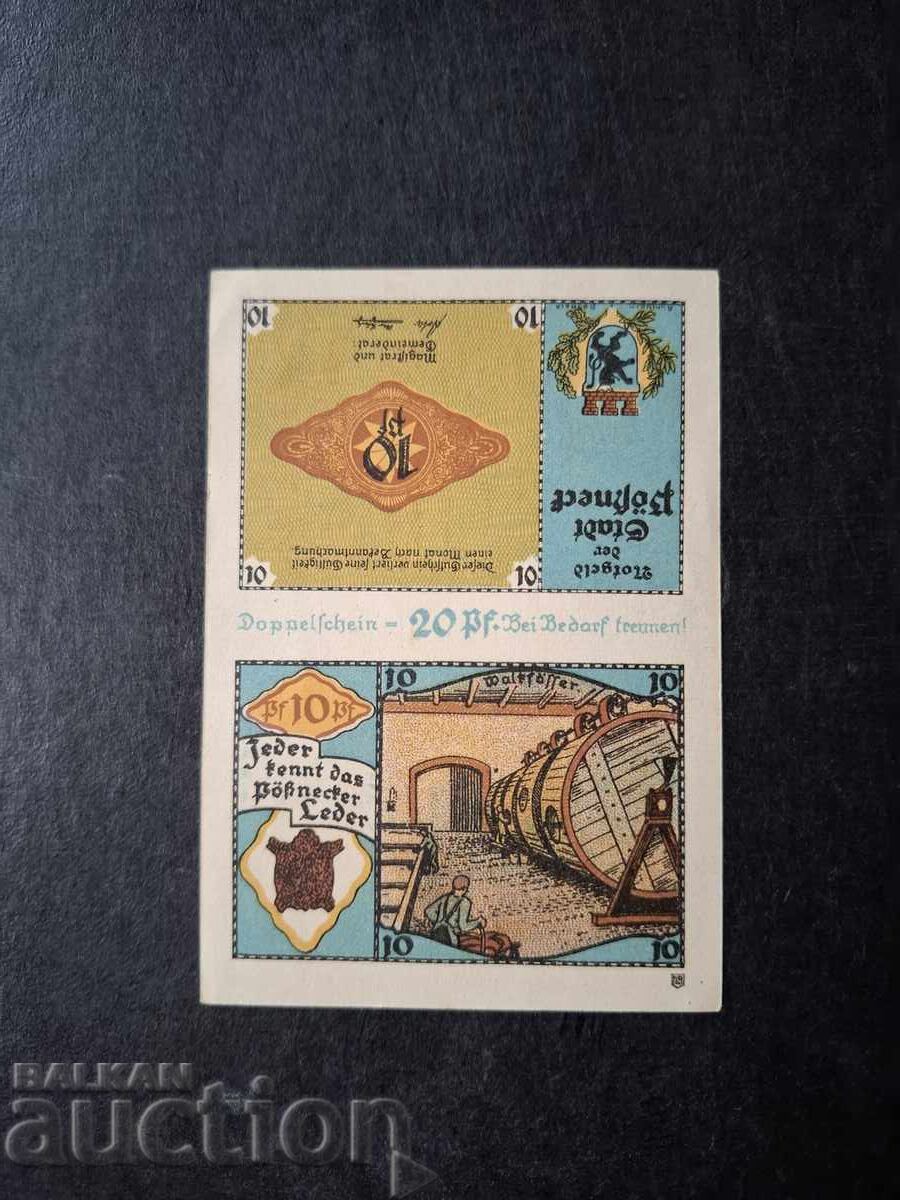 10
10
Notgeld
der
Stadt
Pößneck
Dieser Gutschein verliert seine Gültigkeit
einen Monat nach Bekanntmachung.
10
Pf
Magistrat und
Gemeinderat:
10
10
Doppelschein = 20 Pf. Bei Bedarf trennen!
Pf 10 Pf
Jeder
kennt das
Pößnecker
Leder
10
Walkfässer
10
10
10
BALKAN
auction